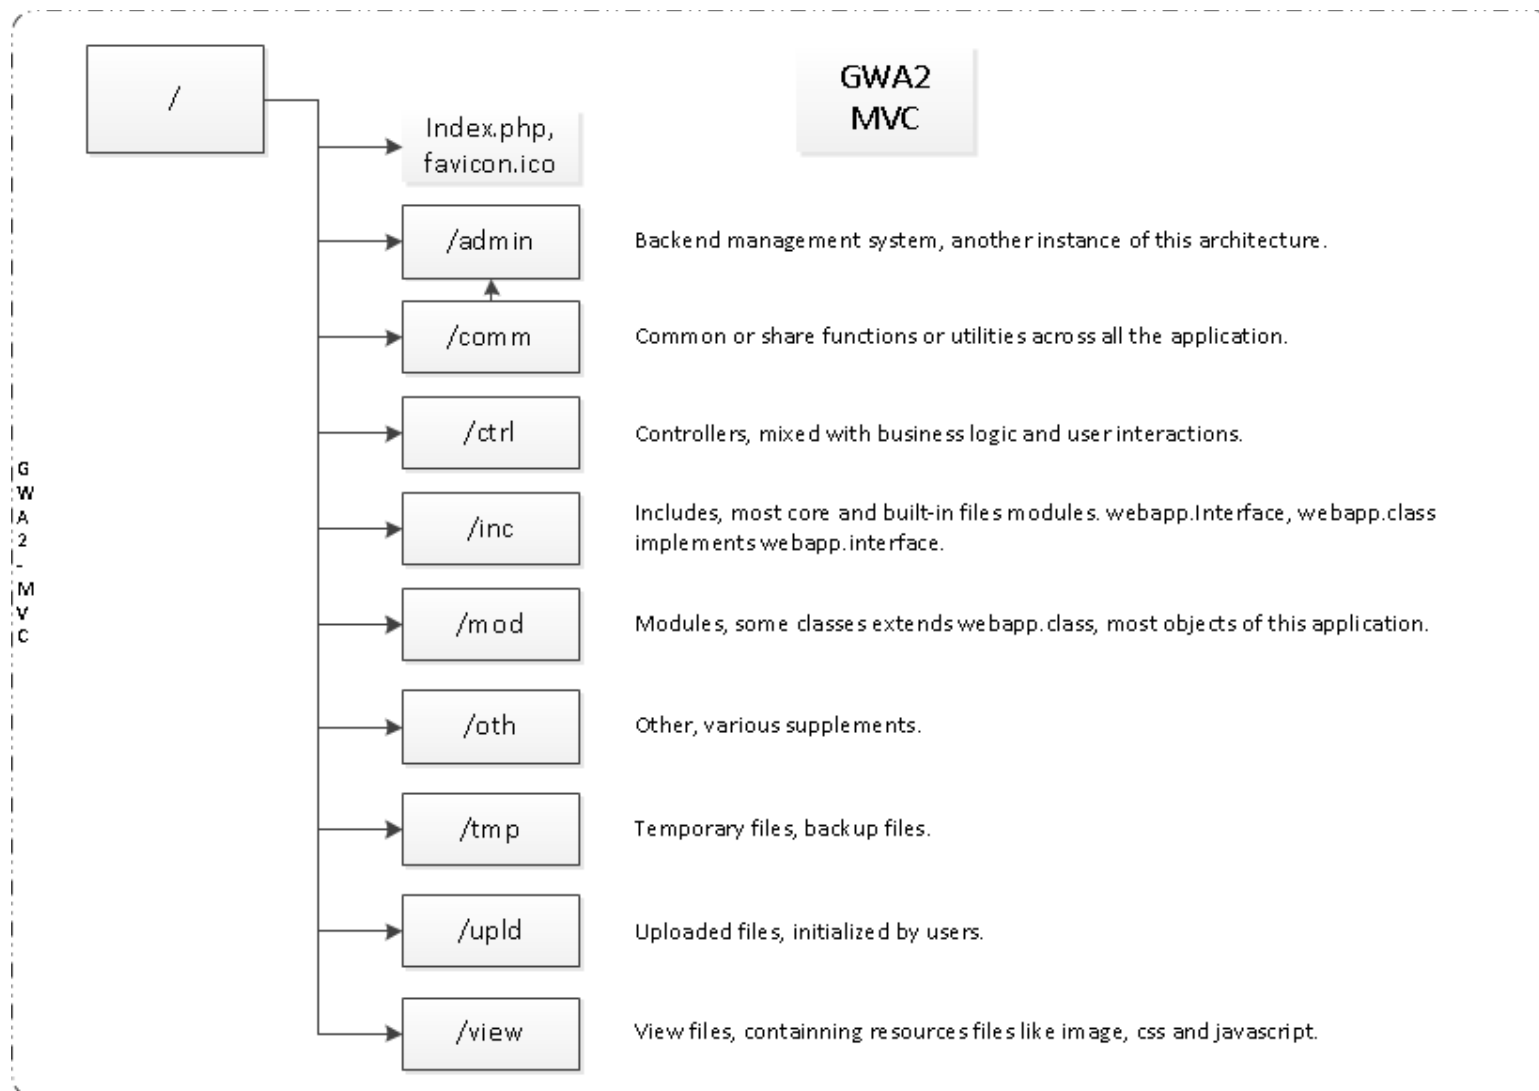 /
GWA2
MVC
Index.php,
favicon.ico
/admin
Backend management system, another instance of this architecture.
/comm
Common or share functions or utilities across all the application.
/ctrl
Controllers, mixed with business logic and user interactions.
/inc
Includes, most core and built-in files modules. webapp.Interface, webapp.class
implements webapp.interface.
/mod
Modules, some classes extends webapp.class, most objects of this application.
/oth
Other, various supplements.
/tmp
Temporary files, backup files.
/upld
Uploaded files, initialized by users.
/view
View files, containning resources files like image, css and javascript.
G
W
A
2
-
M
V
C